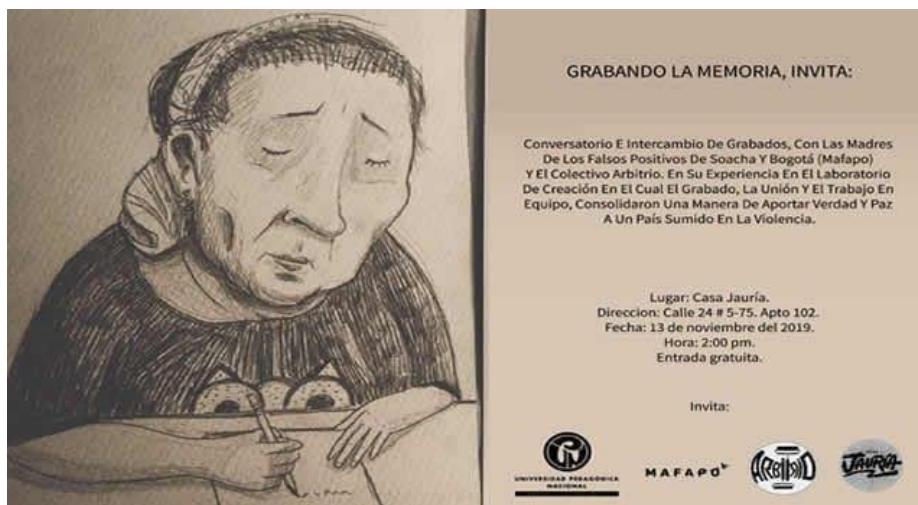 GRABANDO LA MEMORIA, INVITA:
Conversatorio E Intercambio De Grabados, Con Las Madres
De Los Falsos Positivos De Soacha Y Bogotá (Mafapo)
Y El Colectivo Arbitrio. En Su Experiencia En El Laboratorio
De Creación En El Cual El Grabado, La Unión Y El Trabajo En
Equipo, Consolidaron Una Manera De Aportar Verdad Y Paz
A Un País Sumido En La Violencia.
Lugar: Casa Jauría.
Direccion: Calle 24 # 5-75. Apto 102.
Fecha: 13 de noviembre del 2019.
Hora: 2:00 pm.
Entrada gratuita.
Invita:
UNIVERSIDAD PEDAGÓGICA
NACIONAL
MAFAPO
ARBITRIO
JAURÍA